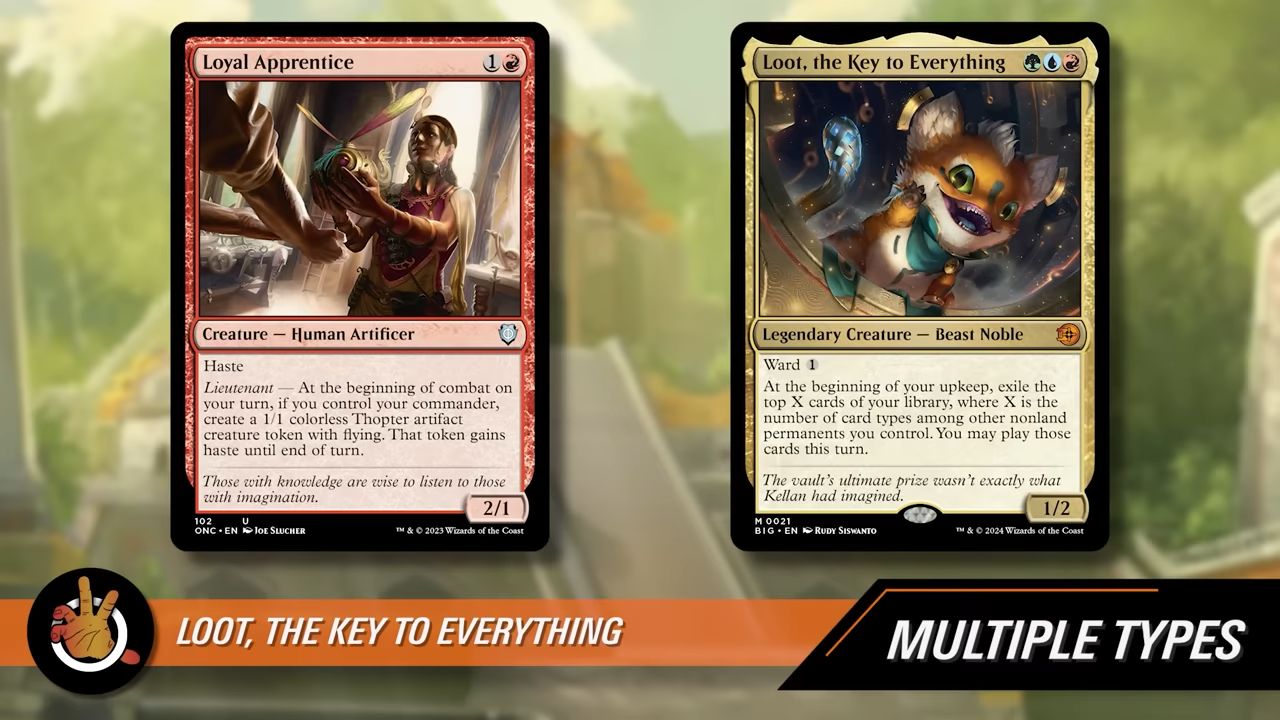 Loyal Apprentice 1
Creature — Human Artificer
Haste
Lieutenant — At the beginning of combat on
your turn, if you control your commander,
create a 1/1 colorless Thopter artifact
creature token with flying. That token gains
haste until end of turn.
Those with knowledge are wise to listen to those
with imagination.
2/1
102 U
ONC • EN Joe Slucher
™ & © 2023 Wizards of the Coast
Loot, the Key to Everything
Legendary Creature — Beast Noble
Ward 1
At the beginning of your upkeep, exile the
top X cards of your library, where X is the
number of card types among other nonland
permanents you control. You may play those
cards this turn.
The vault's ultimate prize wasn't exactly what
Kellan had imagined.
1/2
M 0021
BIG • EN Rudy Siswanto
™ & © 2024 Wizards of the Coast
LOOT, THE KEY TO EVERYTHING
MULTIPLE TYPES